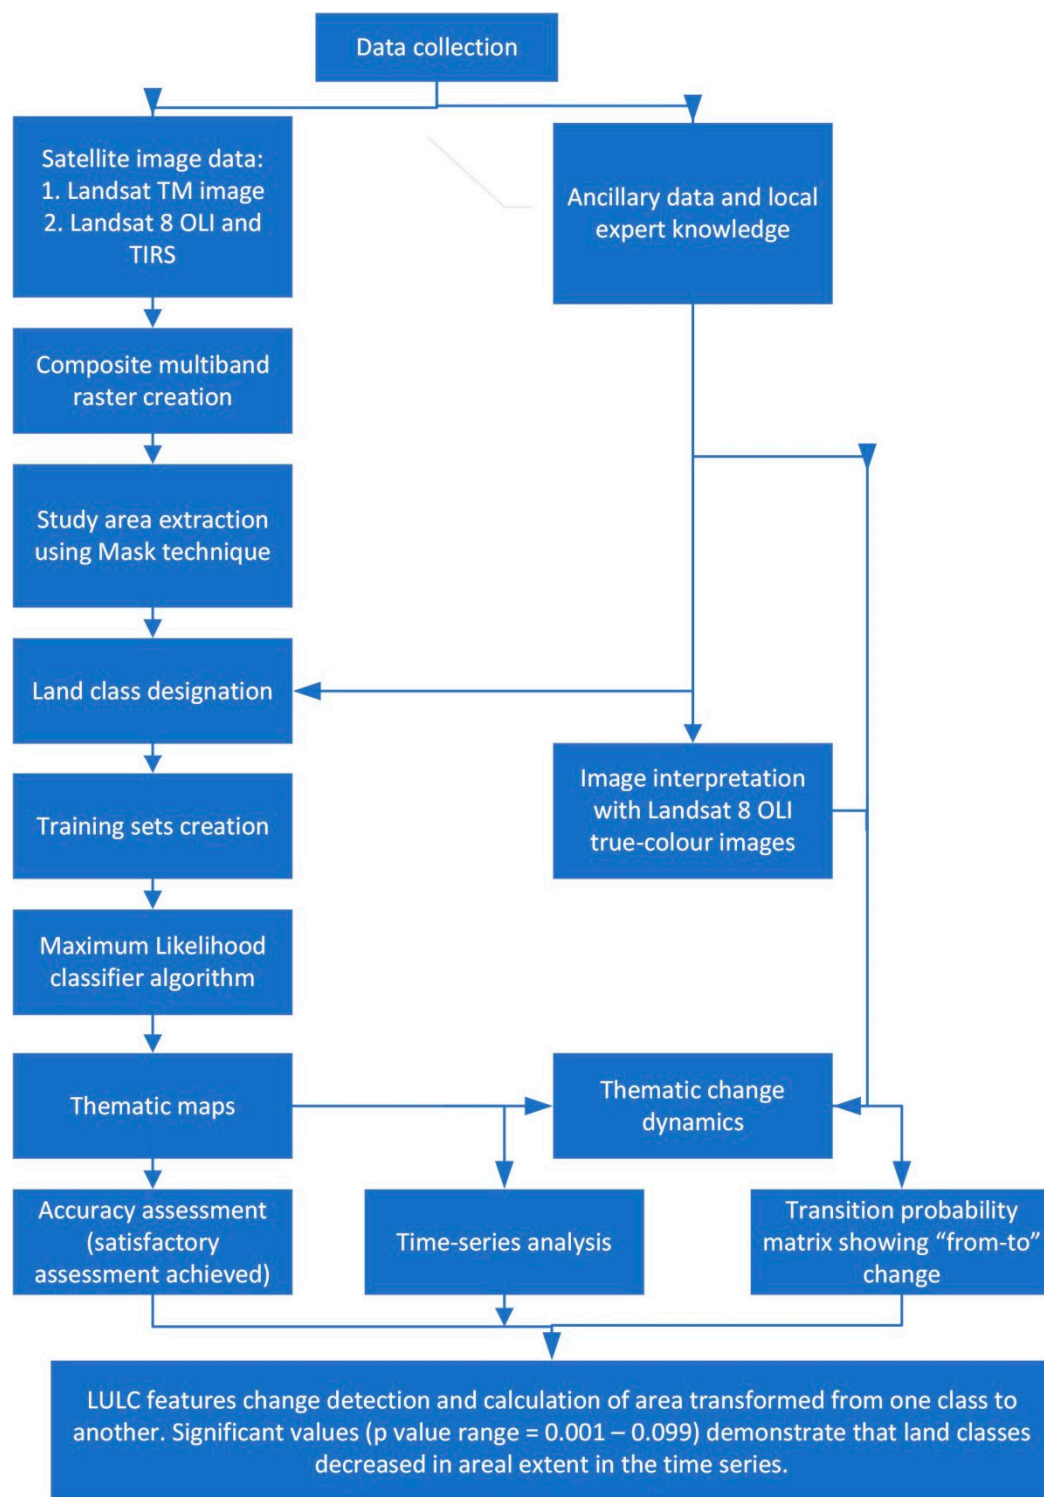 Data collection
Satellite image data:
1. Landsat TM image
2. Landsat 8 OLI and
TIRS
Ancillary data and local
expert knowledge
Composite multiband
raster creation
Study area extraction
using Mask technique
Land class designation
Image interpretation
with Landsat 8 OLI
true-colour images
Training sets creation
Maximum Likelihood
classifier algorithm
Thematic maps
Thematic change
dynamics
Accuracy assessment
(satisfactory
assessment achieved)
Time-series analysis
Transition probability
matrix showing “from-to”
change
LULC features change detection and calculation of area transformed from one class to
another. Significant values (p value range = 0.001 – 0.099) demonstrate that land classes
decreased in areal extent in the time series.